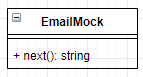 EmailMock
+ next(): string